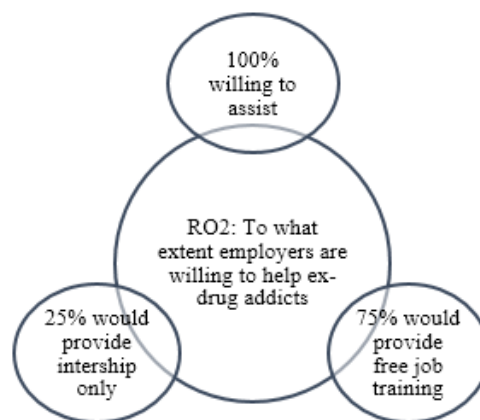 100%
willing to
assist
RO2: To what
extent employers are
willing to help ex-
drug addicts
25% would
provide
intership
only
75% would
provide
free job
training